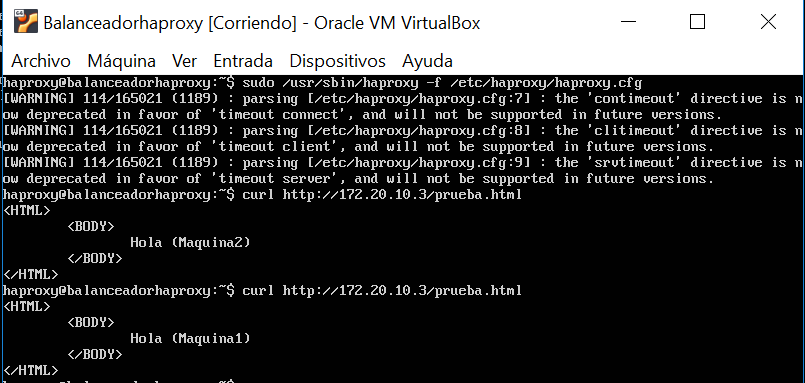 Balanceadorhaproxy [Corriendo] - Oracle VM VirtualBox
Archivo Máquina Ver Entrada Dispositivos Ayuda
haproxy@balanceadorhaproxy:~$ sudo /usr/sbin/haproxy -f /etc/haproxy/haproxy.cfg
[WARNING] 114/165021 (1189) : parsing [/etc/haproxy/haproxy.cfg:7] : the 'contimeout' directive is n
ow deprecated in favor of 'timeout connect', and will not be supported in future versions.
[WARNING] 114/165021 (1189) : parsing [/etc/haproxy/haproxy.cfg:8] : the 'clitimeout' directive is n
ow deprecated in favor of 'timeout client', and will not be supported in future versions.
[WARNING] 114/165021 (1189) : parsing [/etc/haproxy/haproxy.cfg:9] : the 'srvtimeout' directive is n
ow deprecated in favor of 'timeout server', and will not be supported in future versions.
haproxy@balanceadorhaproxy:~$ curl http://172.20.10.3/prueba.html
<HTML>
        <BODY>
                Hola (Maquina2)
        </BODY>
</HTML>
haproxy@balanceadorhaproxy:~$ curl http://172.20.10.3/prueba.html
<HTML>
        <BODY>
                Hola (Maquina1)
        </BODY>
</HTML>